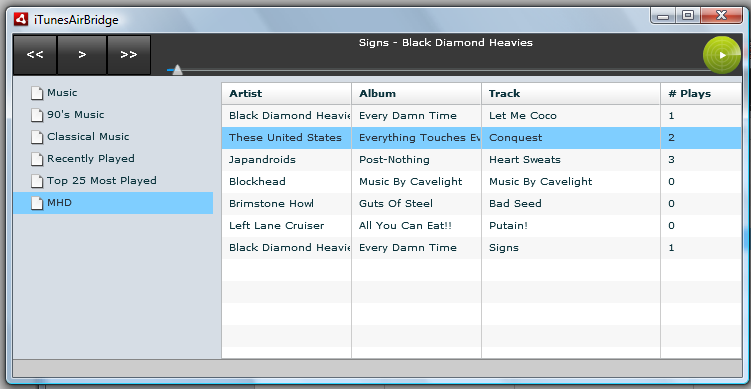 iTunesAirBridge
<< > >> Signs - Black Diamond Heavies
Music
90's Music
Classical Music
Recently Played
Top 25 Most Played
MHD
Artist Album Track # Plays
Black Diamond Heavie Every Damn Time Let Me Coco 1
These United States Everything Touches Ev Conquest 2
Japandroids Post-Nothing Heart Sweats 3
Blockhead Music By Cavelight Music By Cavelight 0
Brimstone Howl Guts Of Steel Bad Seed 0
Left Lane Cruiser All You Can Eat!! Putain! 0
Black Diamond Heavie Every Damn Time Signs 1